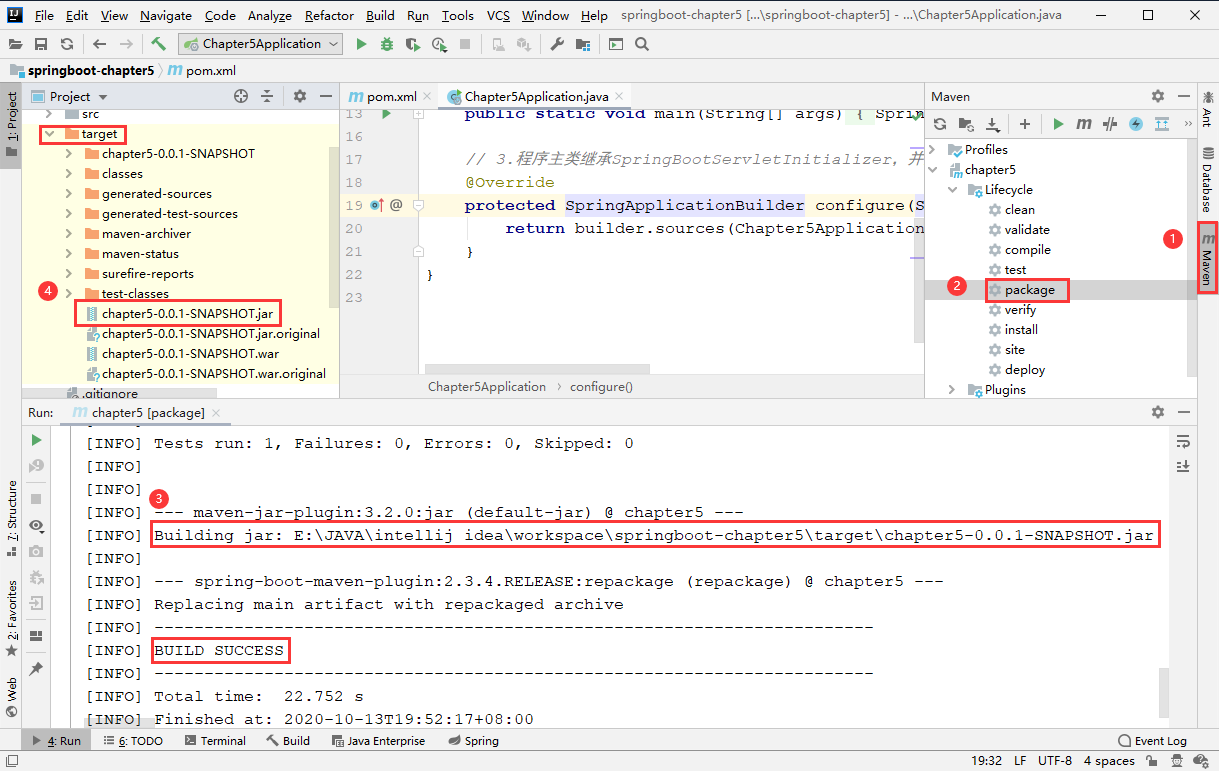 File Edit View Navigate Code Analyze Refactor Build Run Tools VCS Window Help springboot-chapter5 [...\springboot-chapter5] - ...\Chapter5Application.java
Chapter5Application
springboot-chapter5 pom.xml
1: Project
Project
src
target
chapter5-0.0.1-SNAPSHOT
classes
generated-sources
generated-test-sources
maven-archiver
maven-status
surefire-reports
4
test-classes
chapter5-0.0.1-SNAPSHOT.jar
chapter5-0.0.1-SNAPSHOT.jar.original
chapter5-0.0.1-SNAPSHOT.war
chapter5-0.0.1-SNAPSHOT.war.original
.gitignore
pom.xml Chapter5Application.java
13 public static void main(String[] args) { Sprin
16
17 // 3.程序主类继承SpringBootServletInitializer，并
18 @Override
19 @ protected SpringApplicationBuilder configure(S
20 return builder.sources(Chapter5Application
21 }
22 }
23
Chapter5Application configure()
Maven
Profiles
chapter5
Lifecycle
clean
validate
compile
test
2 package
verify
install
site
deploy
Plugins
Ant
Database
1
m Maven
Run: chapter5 [package]
[INFO] Tests run: 1, Failures: 0, Errors: 0, Skipped: 0
[INFO]
[INFO]
3
[INFO] --- maven-jar-plugin:3.2.0:jar (default-jar) @ chapter5 ---
[INFO] Building jar: E:\JAVA\intellij idea\workspace\springboot-chapter5\target\chapter5-0.0.1-SNAPSHOT.jar
[INFO]
[INFO] --- spring-boot-maven-plugin:2.3.4.RELEASE:repackage (repackage) @ chapter5 ---
[INFO] Replacing main artifact with repackaged archive
[INFO] ------------------------------------------------------------------------
[INFO] BUILD SUCCESS
[INFO] ------------------------------------------------------------------------
[INFO] Total time:  22.752 s
[INFO] Finished at: 2020-10-13T19:52:17+08:00
7: Structure
2: Favorites
Web
4: Run 6: TODO Terminal Build Java Enterprise Spring Event Log
19:32 LF UTF-8 4 spaces